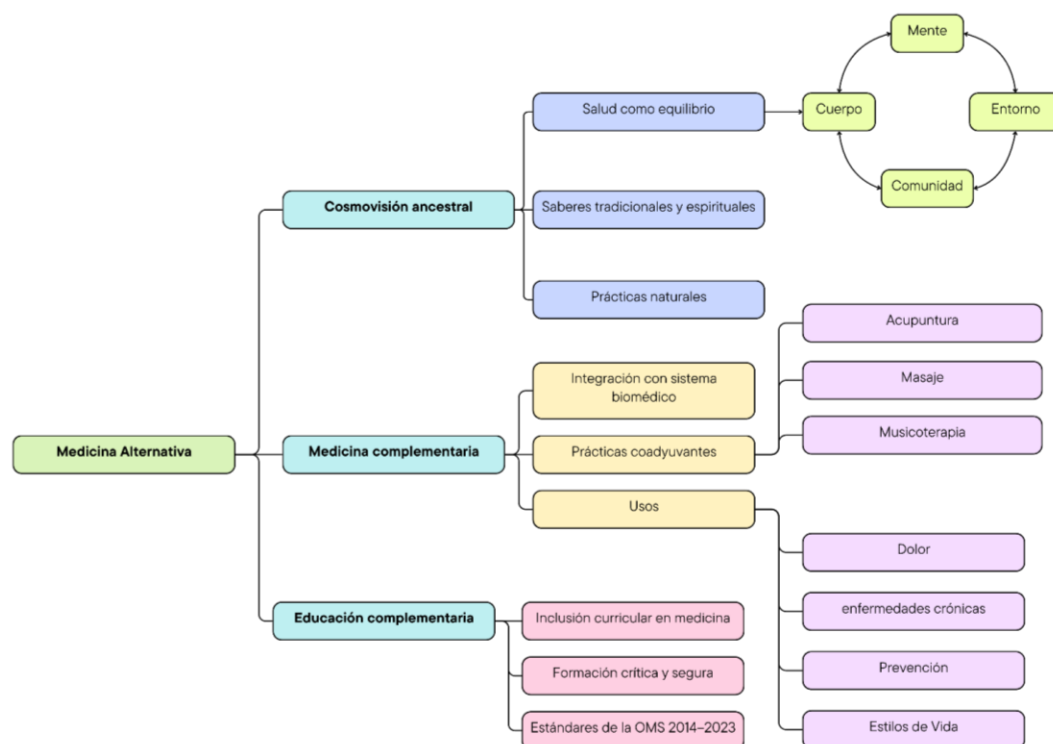 Medicina Alternativa
Cosmovisión ancestral
Salud como equilibrio
Mente
Cuerpo
Entorno
Comunidad
Saberes tradicionales y espirituales
Prácticas naturales
Medicina complementaria
Integración con sistema
biomédico
Prácticas coadyuvantes
Acupuntura
Masaje
Musicoterapia
Usos
Dolor
enfermedades crónicas
Prevención
Estilos de Vida
Educación complementaria
Inclusión curricular en medicina
Formación crítica y segura
Estándares de la OMS 2014–2023